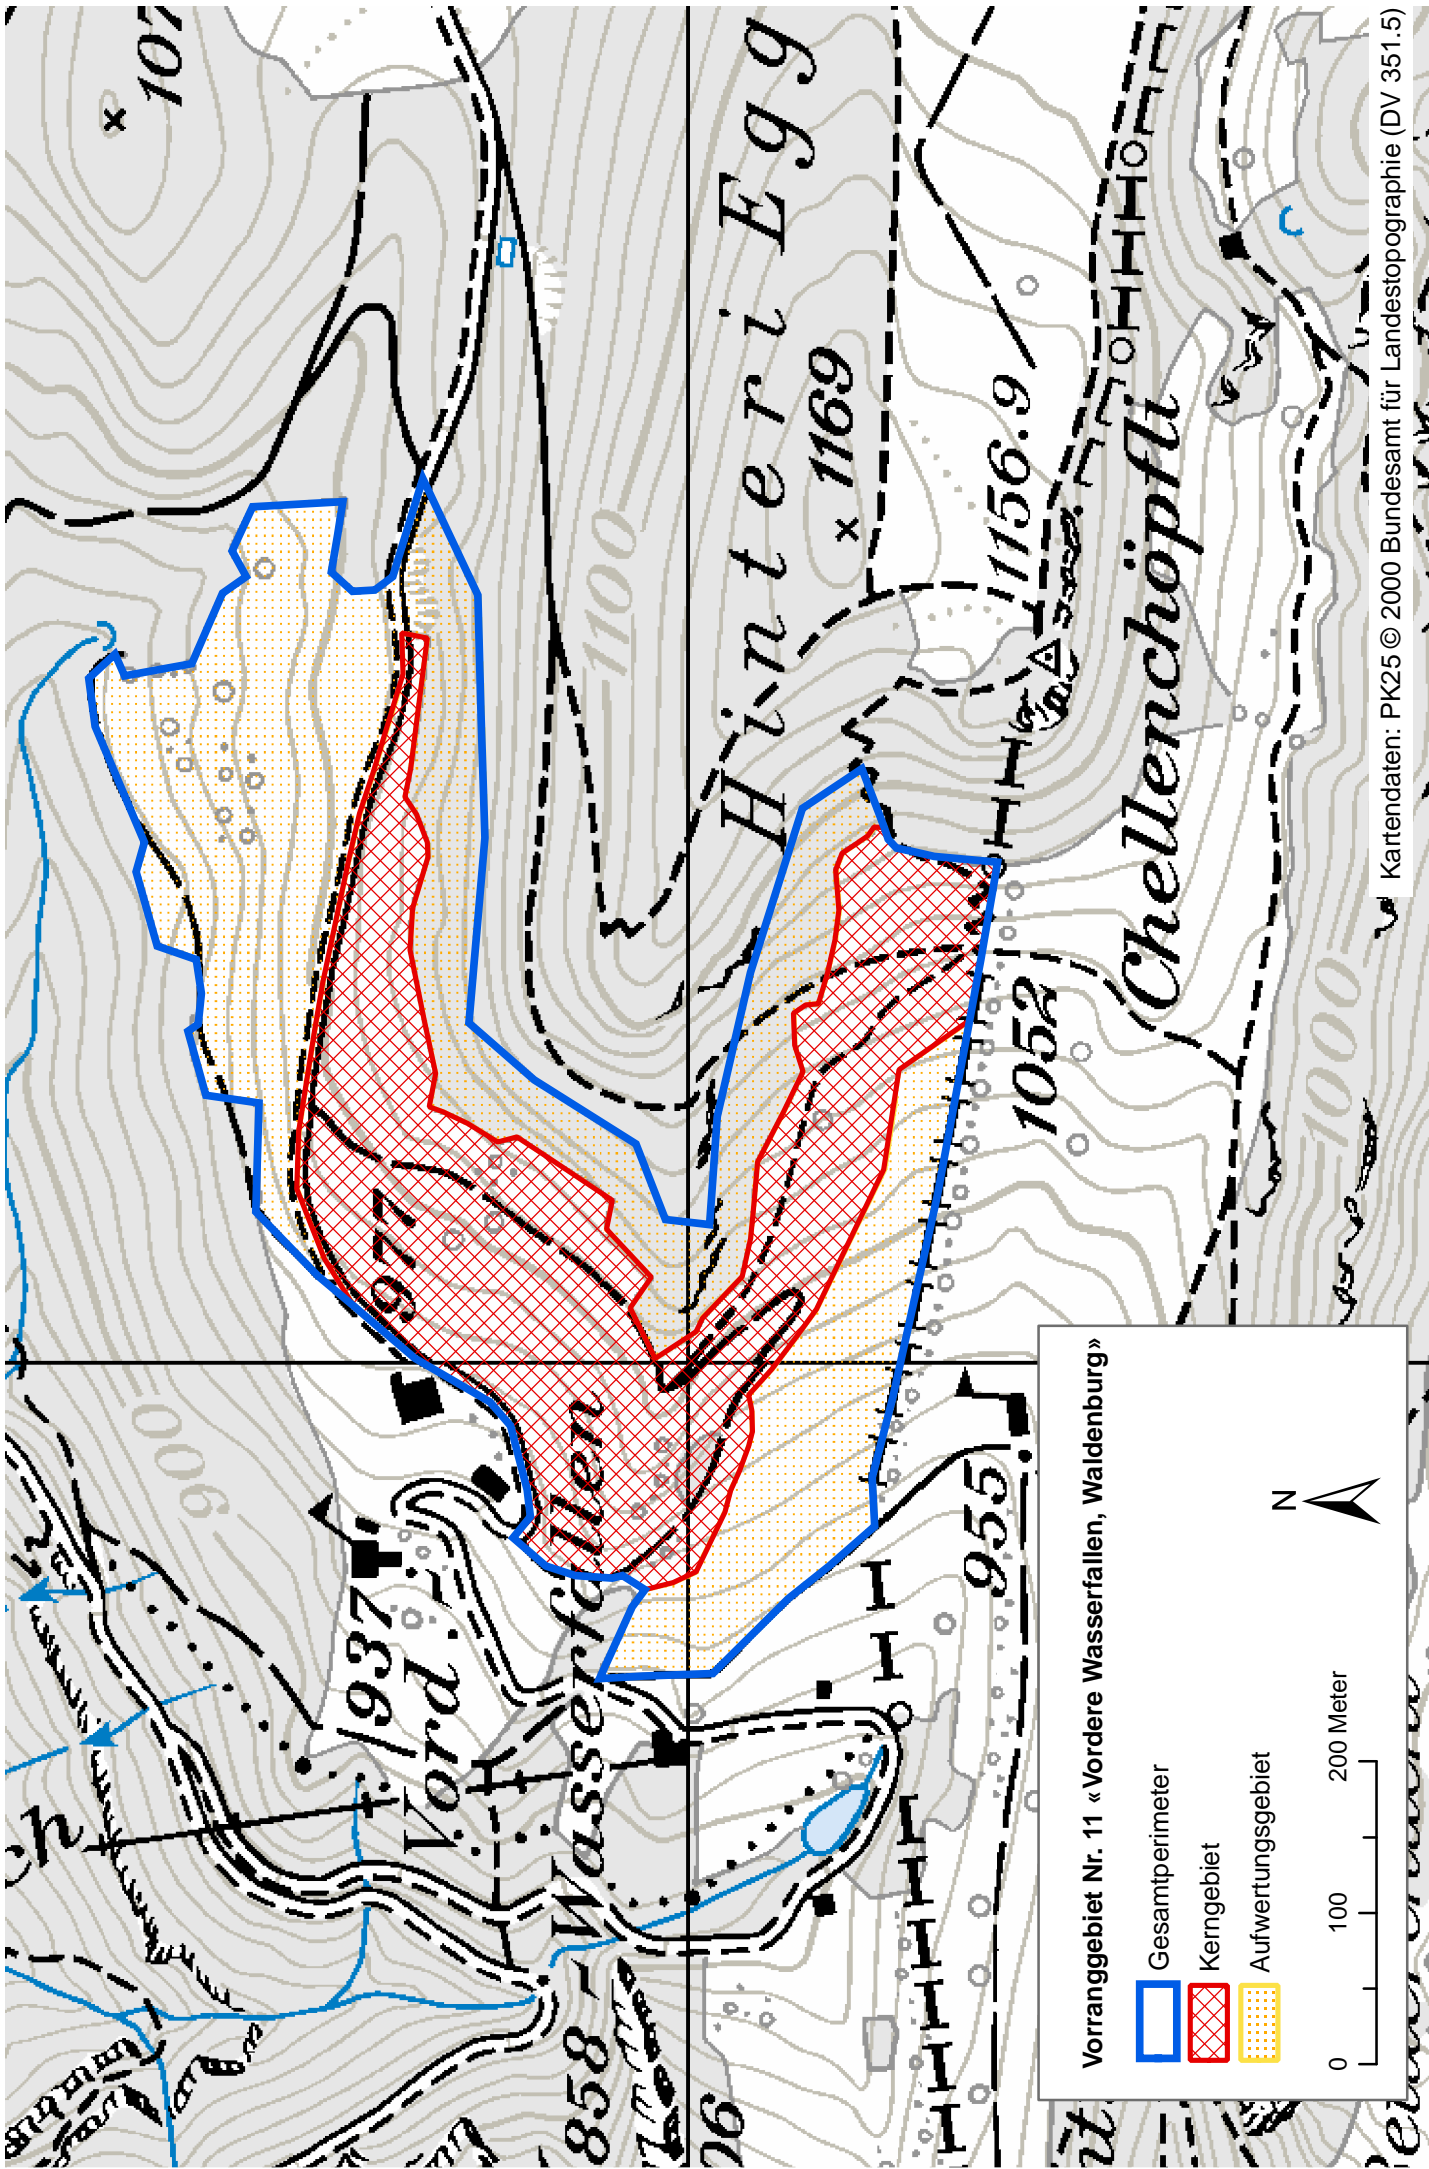 107
Hinteri Egg
1169
1156.9
1100
Chellenchöpfli
1052
1000
977
900
937
Vord.
Wasserfallen
955
858
Vorranggebiet Nr. 11 «Vordere Wasserfallen, Waldenburg»
Gesamtperimeter
Kerngebiet
Aufwertungsgebiet
N
0 100 200 Meter
Kartendaten: PK25 © 2000 Bundesamt für Landestopographie (DV 351.5)